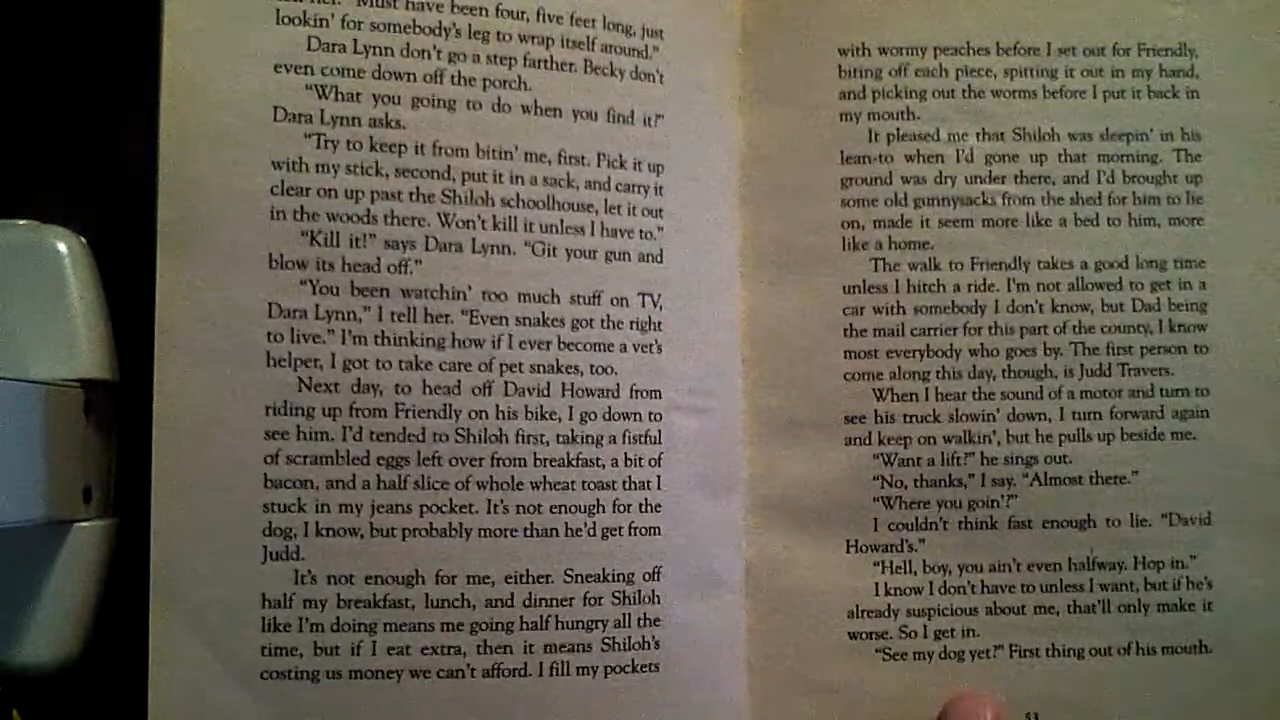 Must have been four, five feet long, just
lookin' for somebody's leg to wrap itself around."
Dara Lynn don't go a step farther. Becky don't
even come down off the porch.
"What you going to do when you find it?"
Dara Lynn asks.
"Try to keep it from bitin' me, first. Pick it up
with my stick, second, put it in a sack, and carry it
clear on up past the Shiloh schoolhouse, let it out
in the woods there. Won't kill it unless I have to."
"Kill it!" says Dara Lynn. "Git your gun and
blow its head off."
"You been watchin' too much stuff on TV,
Dara Lynn," I tell her. "Even snakes got the right
to live." I'm thinking how if I ever become a vet's
helper, I got to take care of pet snakes, too.
Next day, to head off David Howard from
riding up from Friendly on his bike, I go down to
see him. I'd tended to Shiloh first, taking a fistful
of scrambled eggs left over from breakfast, a bit of
bacon, and a half slice of whole wheat toast that I
stuck in my jeans pocket. It's not enough for the
dog, I know, but probably more than he'd get from
Judd.
It's not enough for me, either. Sneaking off
half my breakfast, lunch, and dinner for Shiloh
like I'm doing means me going half hungry all the
time, but if I eat extra, then it means Shiloh's
costing us money we can't afford. I fill my pockets
with wormy peaches before I set out for Friendly,
biting off each piece, spitting it out in my hand,
and picking out the worms before I put it back in
my mouth.
It pleased me that Shiloh was sleepin' in his
lean-to when I'd gone up that morning. The
ground was dry under there, and I'd brought up
some old gunnysacks from the shed for him to lie
on, made it seem more like a bed to him, more
like a home.
The walk to Friendly takes a good long time
unless I hitch a ride. I'm not allowed to get in a
car with somebody I don't know, but Dad being
the mail carrier for this part of the county, I know
most everybody who goes by. The first person to
come along this day, though, is Judd Travers.
When I hear the sound of a motor and turn to
see his truck slowin' down, I turn forward again
and keep on walkin', but he pulls up beside me.
"Want a lift?" he sings out.
"No, thanks," I say. "Almost there."
"Where you goin'?"
I couldn't think fast enough to lie. "David
Howard's."
"Hell, boy, you ain't even halfway. Hop in."
I know I don't have to unless I want, but if he's
already suspicious about me, that'll only make it
worse. So I get in.
"See my dog yet?" First thing out of his mouth.
53